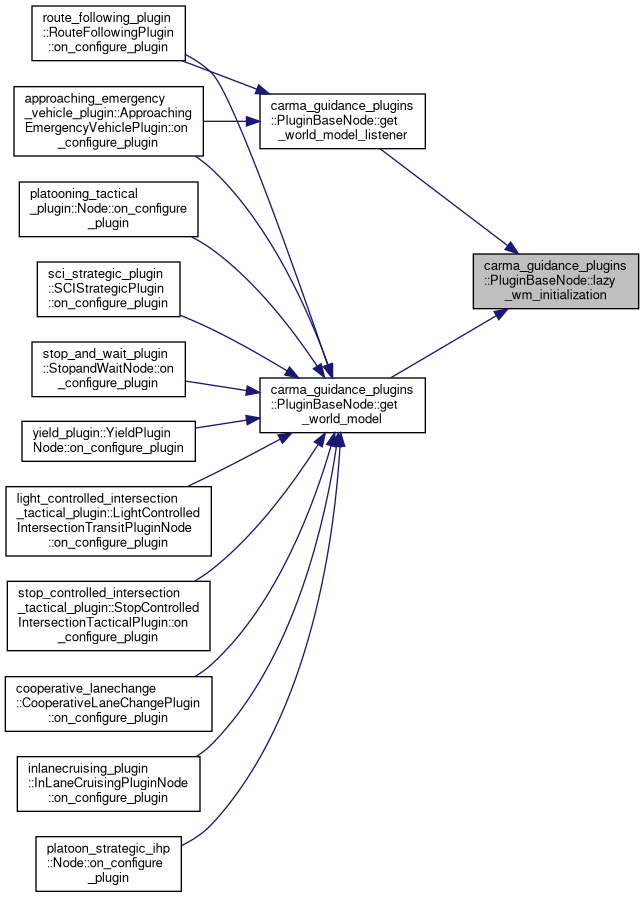 route_following_plugin
::RouteFollowingPlugin
::on_configure_plugin
approaching_emergency
_vehicle_plugin::Approaching
EmergencyVehiclePlugin::on
_configure_plugin
platooning_tactical
_plugin::Node::on_configure
_plugin
sci_strategic_plugin
::SCIStrategicPlugin
::on_configure_plugin
stop_and_wait_plugin
::StopandWaitNode::on
_configure_plugin
yield_plugin::YieldPlugin
Node::on_configure_plugin
light_controlled_intersection
_tactical_plugin::LightControlled
IntersectionTransitPluginNode
::on_configure_plugin
stop_controlled_intersection
_tactical_plugin::StopControlled
IntersectionTacticalPlugin::on
_configure_plugin
cooperative_lanechange
::CooperativeLaneChangePlugin
::on_configure_plugin
inlanecruising_plugin
::InLaneCruisingPluginNode
::on_configure_plugin
platoon_strategic_ihp
::Node::on_configure
_plugin
carma_guidance_plugins
::PluginBaseNode::get
_world_model_listener
carma_guidance_plugins
::PluginBaseNode::get
_world_model
carma_guidance_plugins
::PluginBaseNode::lazy
_wm_initialization